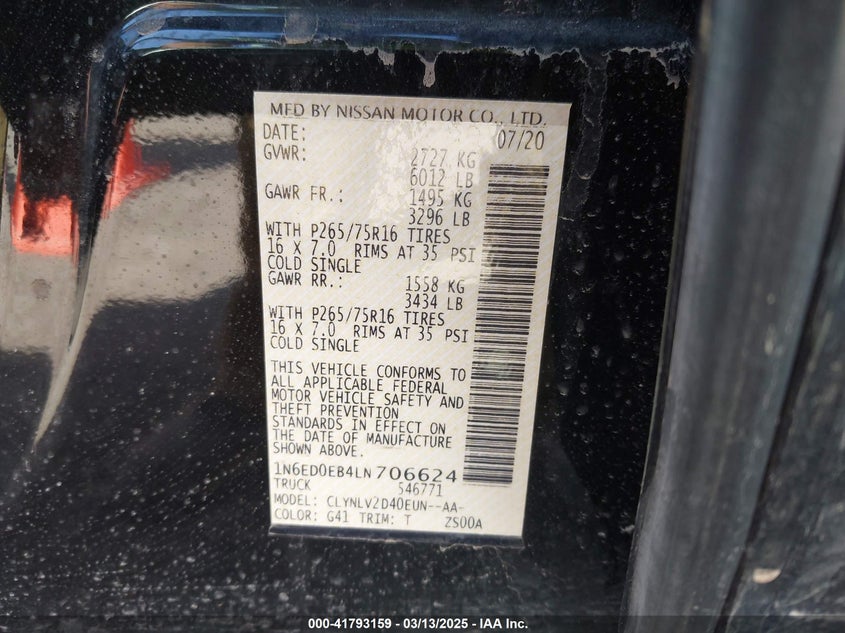 MFD BY NISSAN MOTOR CO., LTD.
DATE: 07/20
GVWR: 2727 KG
6012 LB
GAWR FR.: 1495 KG
3296 LB
WITH P265/75R16 TIRES
16 X 7.0 RIMS AT 35 PSI
COLD SINGLE
GAWR RR.: 1558 KG
3434 LB
WITH P265/75R16 TIRES
16 X 7.0 RIMS AT 35 PSI
COLD SINGLE
THIS VEHICLE CONFORMS TO
ALL APPLICABLE FEDERAL
MOTOR VEHICLE SAFETY AND
THEFT PREVENTION
STANDARDS IN EFFECT ON
THE DATE OF MANUFACTURE
SHOWN ABOVE.
1N6ED0EB4LN706624
TRUCK 546771
MODEL: CLYNLV2D40EUN--AA-
COLOR: G41 TRIM: T ZS00A
000-41793159 - 03/13/2025 - IAA Inc.